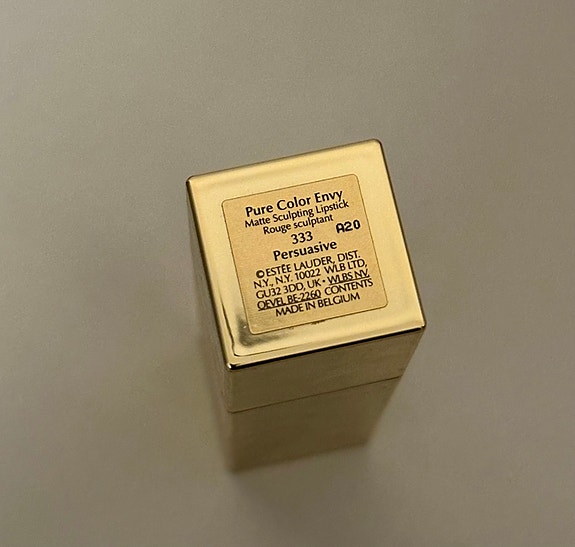 Pure Color Envy
Matte Sculpting Lipstick
Rouge sculptant
333 A20
Persuasive
©ESTĒE LAUDER, DIST.
N.Y., N.Y. 10022 WLB LTD,
GU32 3DD, UK • WLBS NV,
OEVEL BE-2260 CONTENTS
MADE IN BELGIUM